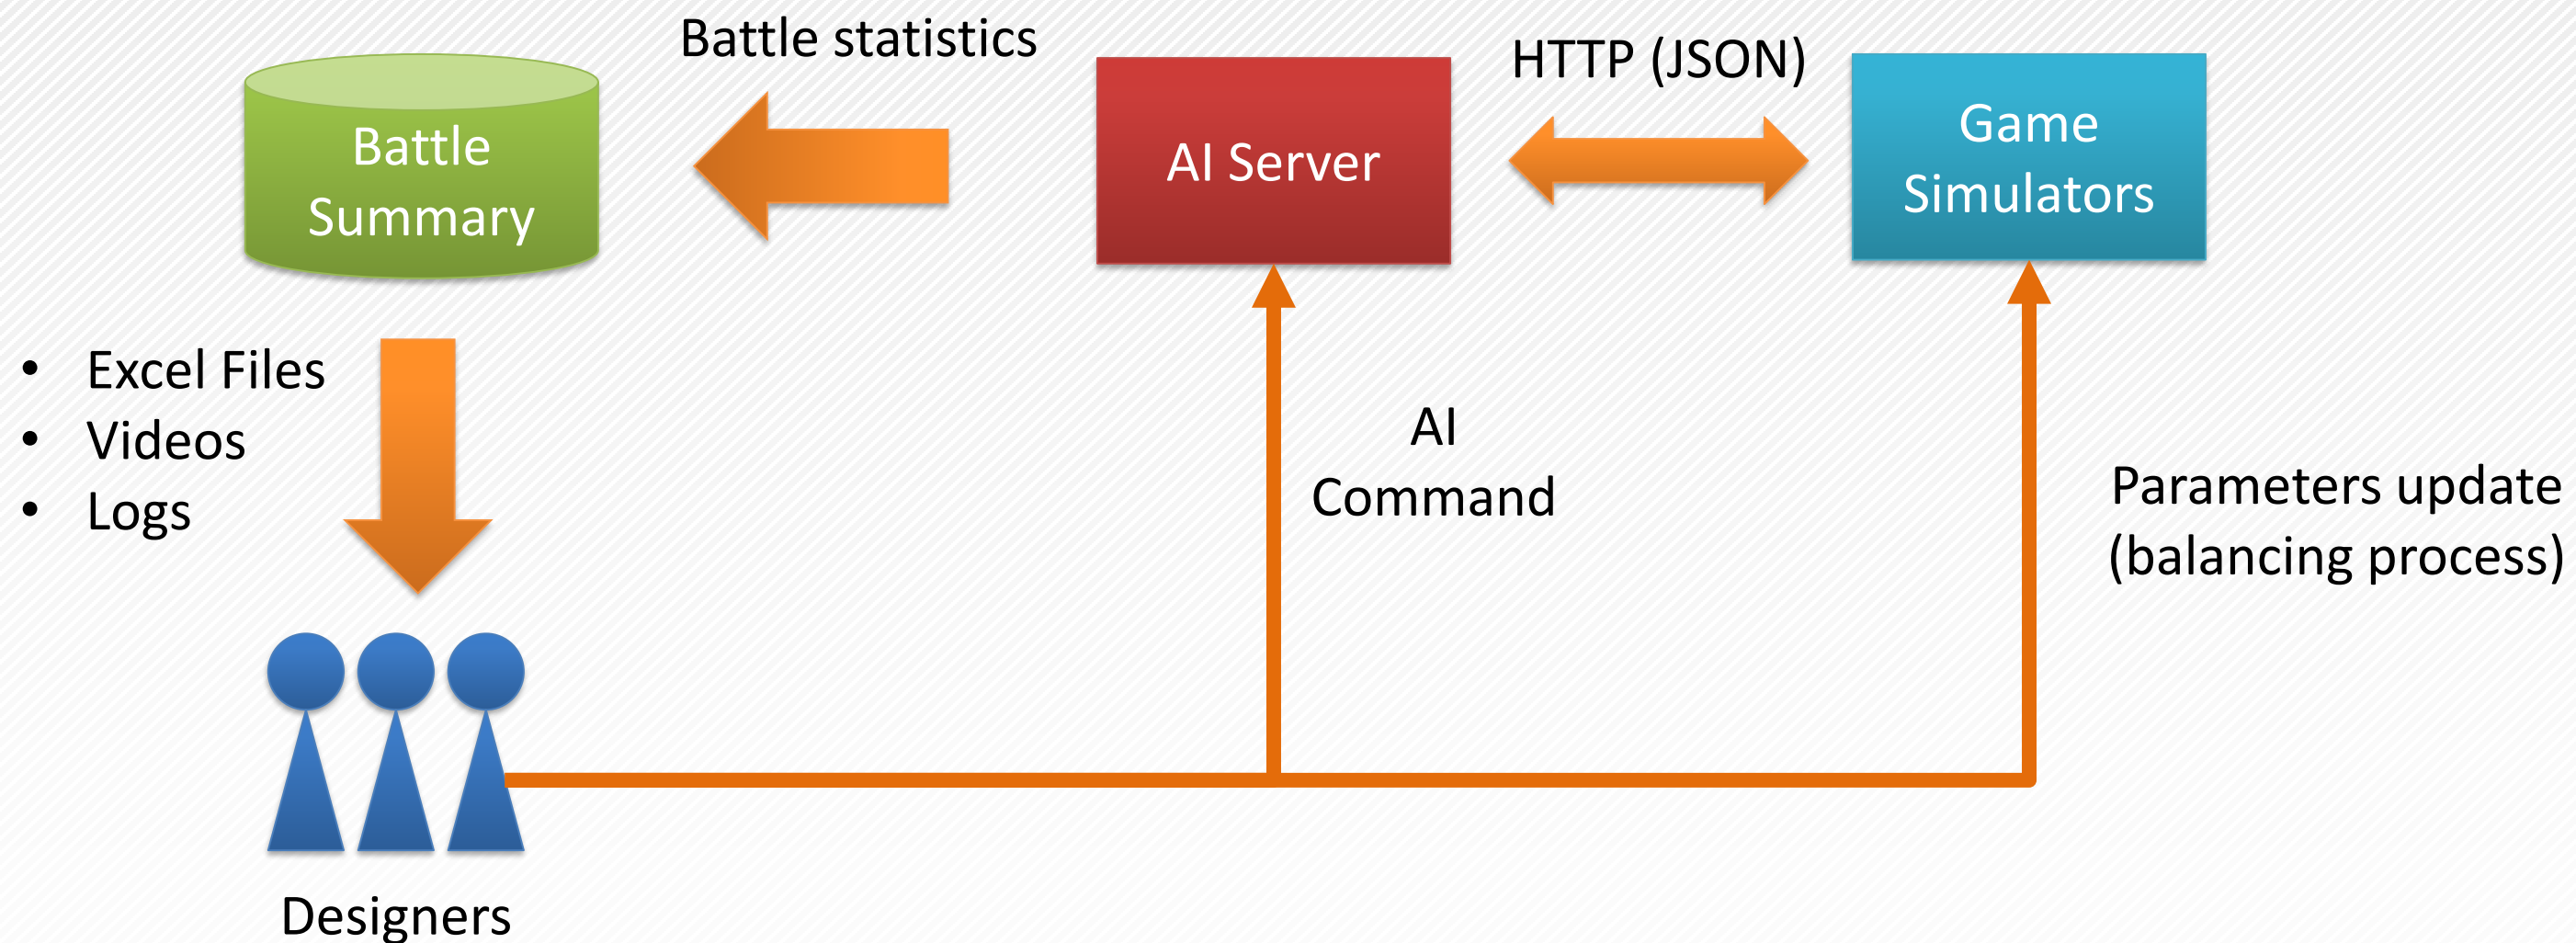 Battle statistics
HTTP (JSON)
Battle
Summary
AI Server
Game
Simulators
• Excel Files
• Videos
• Logs
AI
Command
Parameters update
(balancing process)
Designers